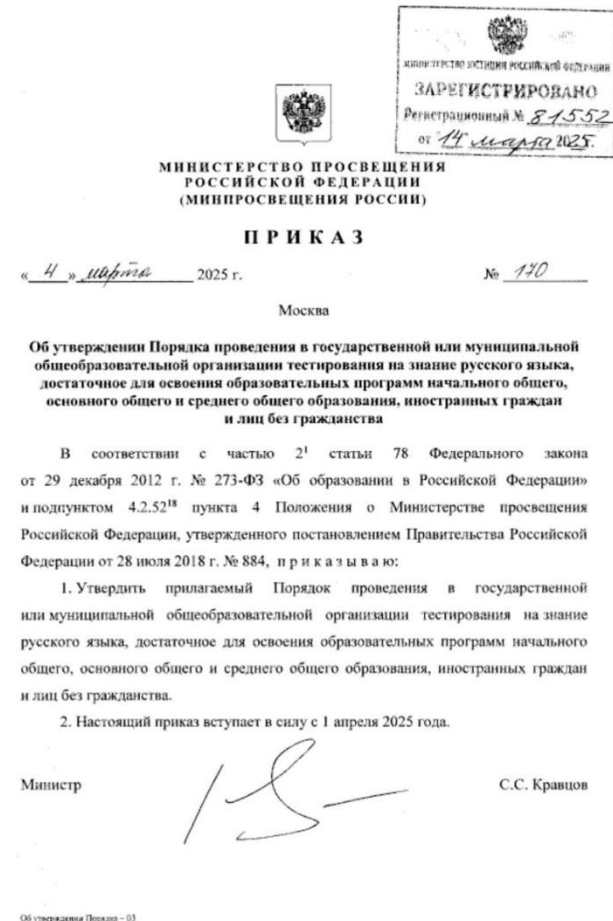 МИНИСТЕРСТВО ЮСТИЦИИ РОССИЙСКОЙ ФЕДЕРАЦИИ
ЗАРЕГИСТРИРОВАНО
Регистрационный № 81552
от "14 марта 2025.
МИНИСТЕРСТВО ПРОСВЕЩЕНИЯ
РОССИЙСКОЙ ФЕДЕРАЦИИ
(МИНПРОСВЕЩЕНИЯ РОССИИ)
ПРИКАЗ
« 4 » марта 2025 г. № 170
Москва
Об утверждении Порядка проведения в государственной или муниципальной
общеобразовательной организации тестирования на знание русского языка,
достаточное для освоения образовательных программ начального общего,
основного общего и среднего общего образования, иностранных граждан
и лиц без гражданства
В соответствии с частью 2¹ статьи 78 Федерального закона
от 29 декабря 2012 г. № 273-ФЗ «Об образовании в Российской Федерации»
и подпунктом 4.2.52¹⁸ пункта 4 Положения о Министерстве просвещения
Российской Федерации, утвержденного постановлением Правительства Российской
Федерации от 28 июля 2018 г. № 884, п р и к а з ы в а ю:
1. Утвердить прилагаемый Порядок проведения в государственной
или муниципальной общеобразовательной организации тестирования на знание
русского языка, достаточное для освоения образовательных программ начального
общего, основного общего и среднего общего образования, иностранных граждан
и лиц без гражданства.
2. Настоящий приказ вступает в силу с 1 апреля 2025 года.
Министр С.С. Кравцов
Об утверждении Порядка – 03